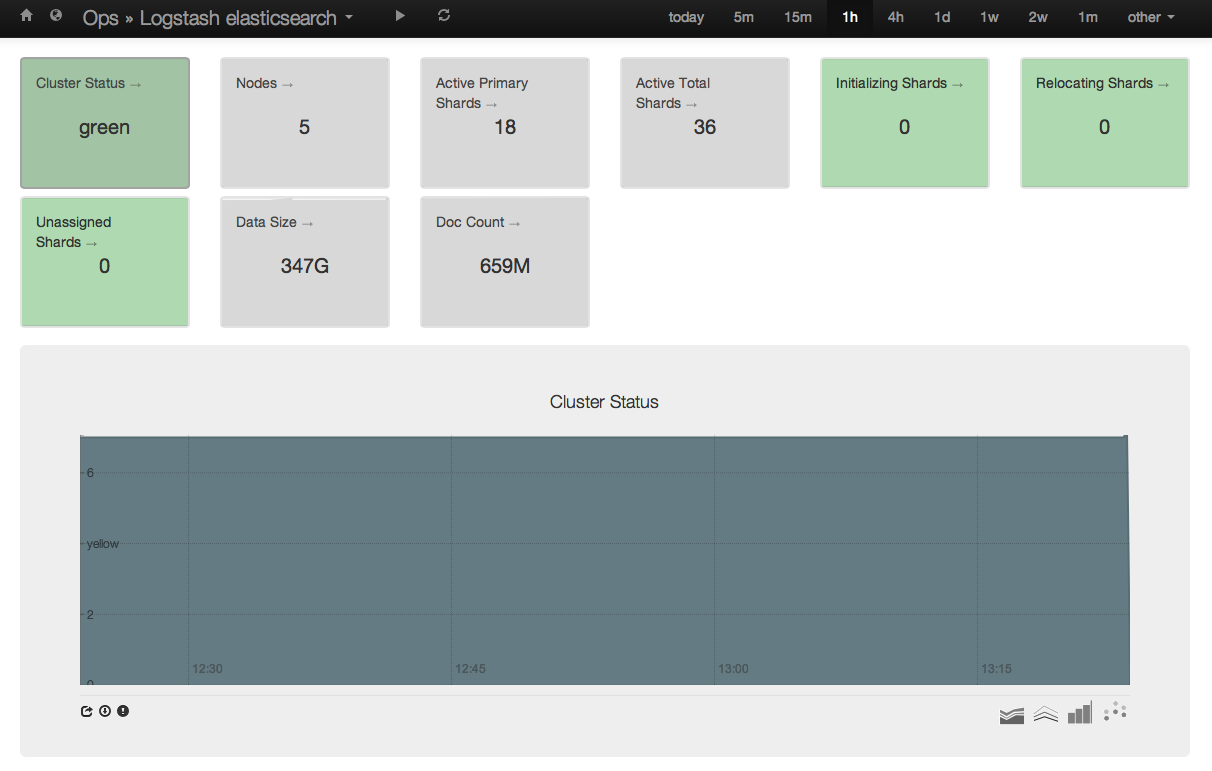 Ops » Logstash elasticsearch
today 5m 15m 1h 4h 1d 1w 2w 1m other
Cluster Status →
green
Nodes →
5
Active Primary
Shards →
18
Active Total
Shards →
36
Initializing Shards →
0
Relocating Shards →
0
Unassigned
Shards →
0
Data Size →
347G
Doc Count →
659M
Cluster Status
6
yellow
2
0
12:30 12:45 13:00 13:15